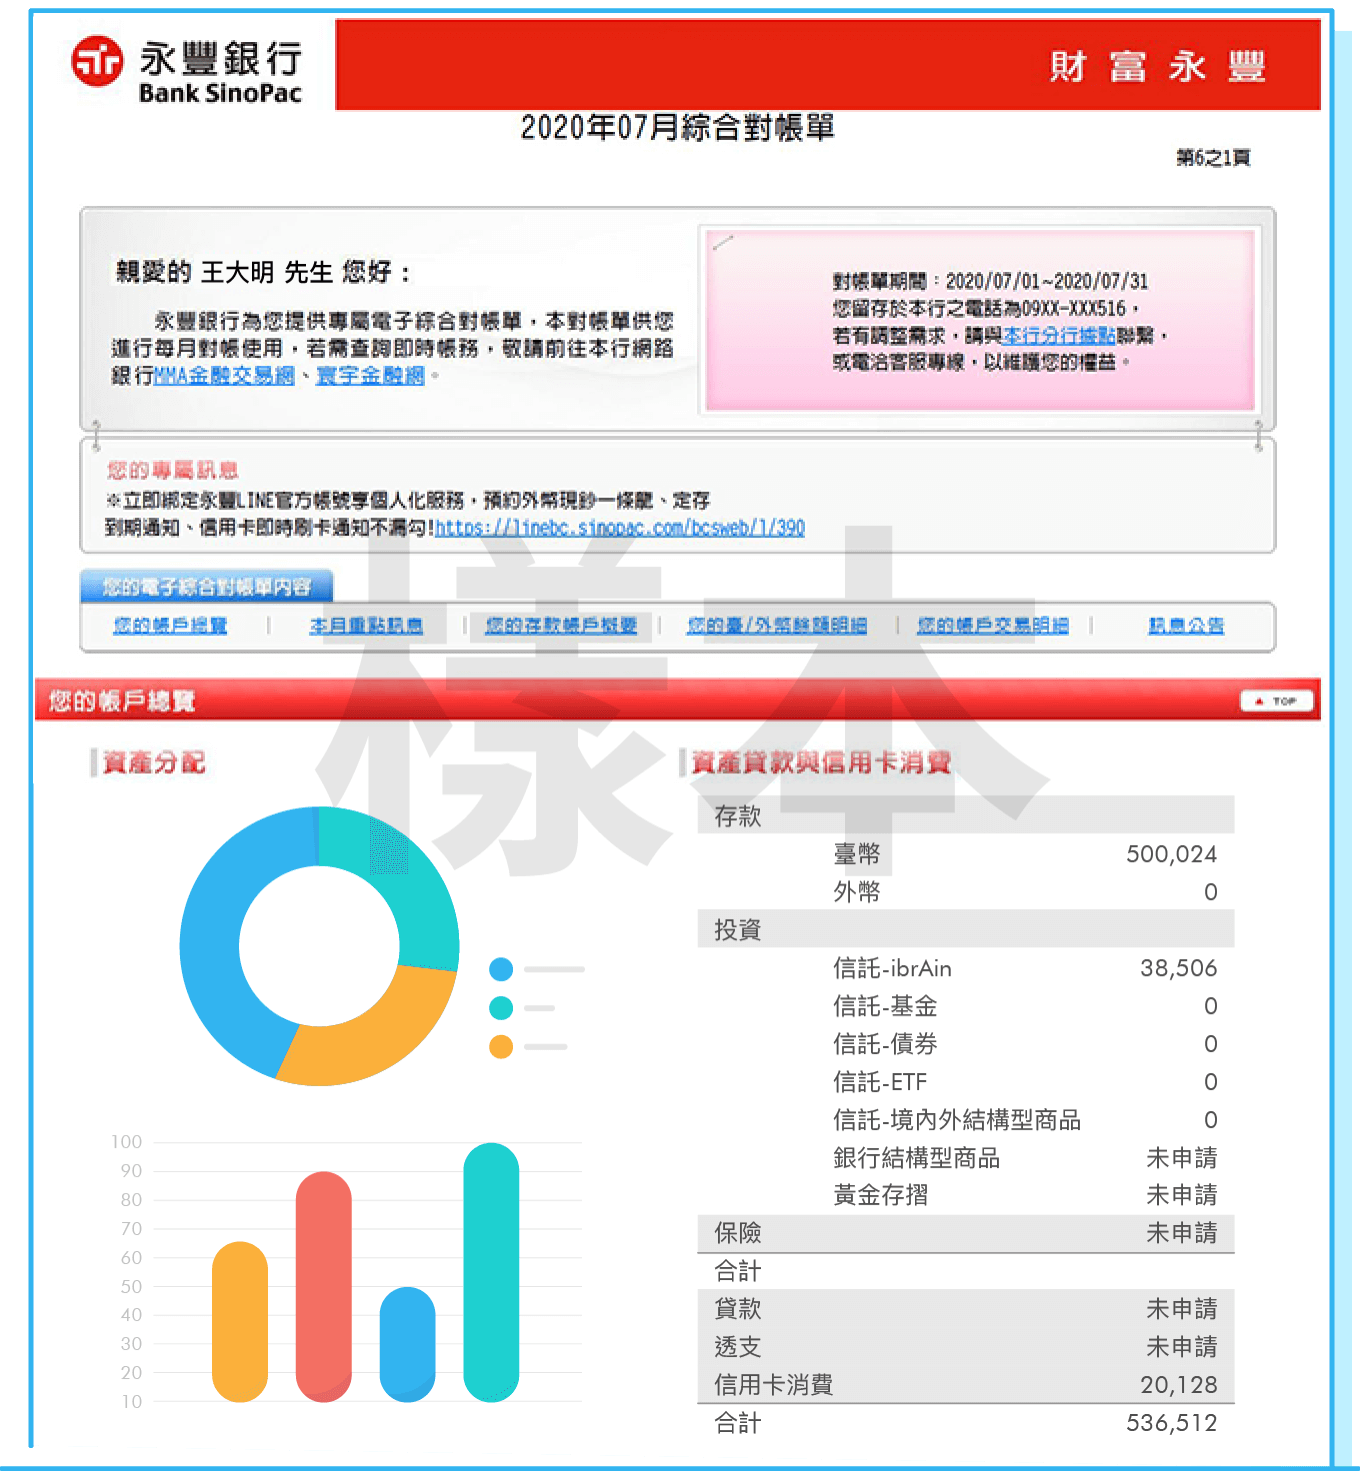 永豐銀行
Bank SinoPac
財富永豐
2020年07月綜合對帳單
第6之1頁
親愛的 王大明 先生 您好：
永豐銀行為您提供專屬電子綜合對帳單，本對帳單供您
進行每月對帳使用，若需查詢即時帳務，敬請前往本行網路
銀行MMA金融交易網、寰宇金融網。
對帳單期間：2020/07/01~2020/07/31
您留存於本行之電話為09XX-XXX516，
若有調整需求，請與本行分行據點聯繫，
或電洽客服專線，以維護您的權益。
您的專屬訊息
※立即綁定永豐LINE官方帳號享個人化服務，預約外幣現鈔一條龍、定存
到期通知、信用卡即時刷卡通知不漏勾!https://linebc.sinopac.com/bcsweb/l/390
您的電子綜合對帳單內容
您的帳戶總覽 | 本月重點訊息 | 您的存款帳戶概要 | 您的臺/外幣餘額明細 | 您的帳戶交易明細 | 訊息公告
樣本
您的帳戶總覽
▲ TOP
資產分配
100
90
80
70
60
50
40
30
20
10
資產貸款與信用卡消費
存款
臺幣 500,024
外幣 0
投資
信託-ibrAin 38,506
信託-基金 0
信託-債券 0
信託-ETF 0
信託-境內外結構型商品 0
銀行結構型商品 未申請
黃金存摺 未申請
保險 未申請
合計
貸款 未申請
透支 未申請
信用卡消費 20,128
合計 536,512